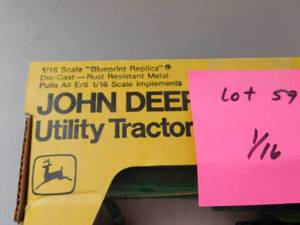 1/16 Scale "Blueprint Replica"®
Die-Cast—Rust Resistant Metal
Pulls All Ertl 1/16 Scale Implements
JOHN DEER
Utility Tractor
Lot 59
1/16